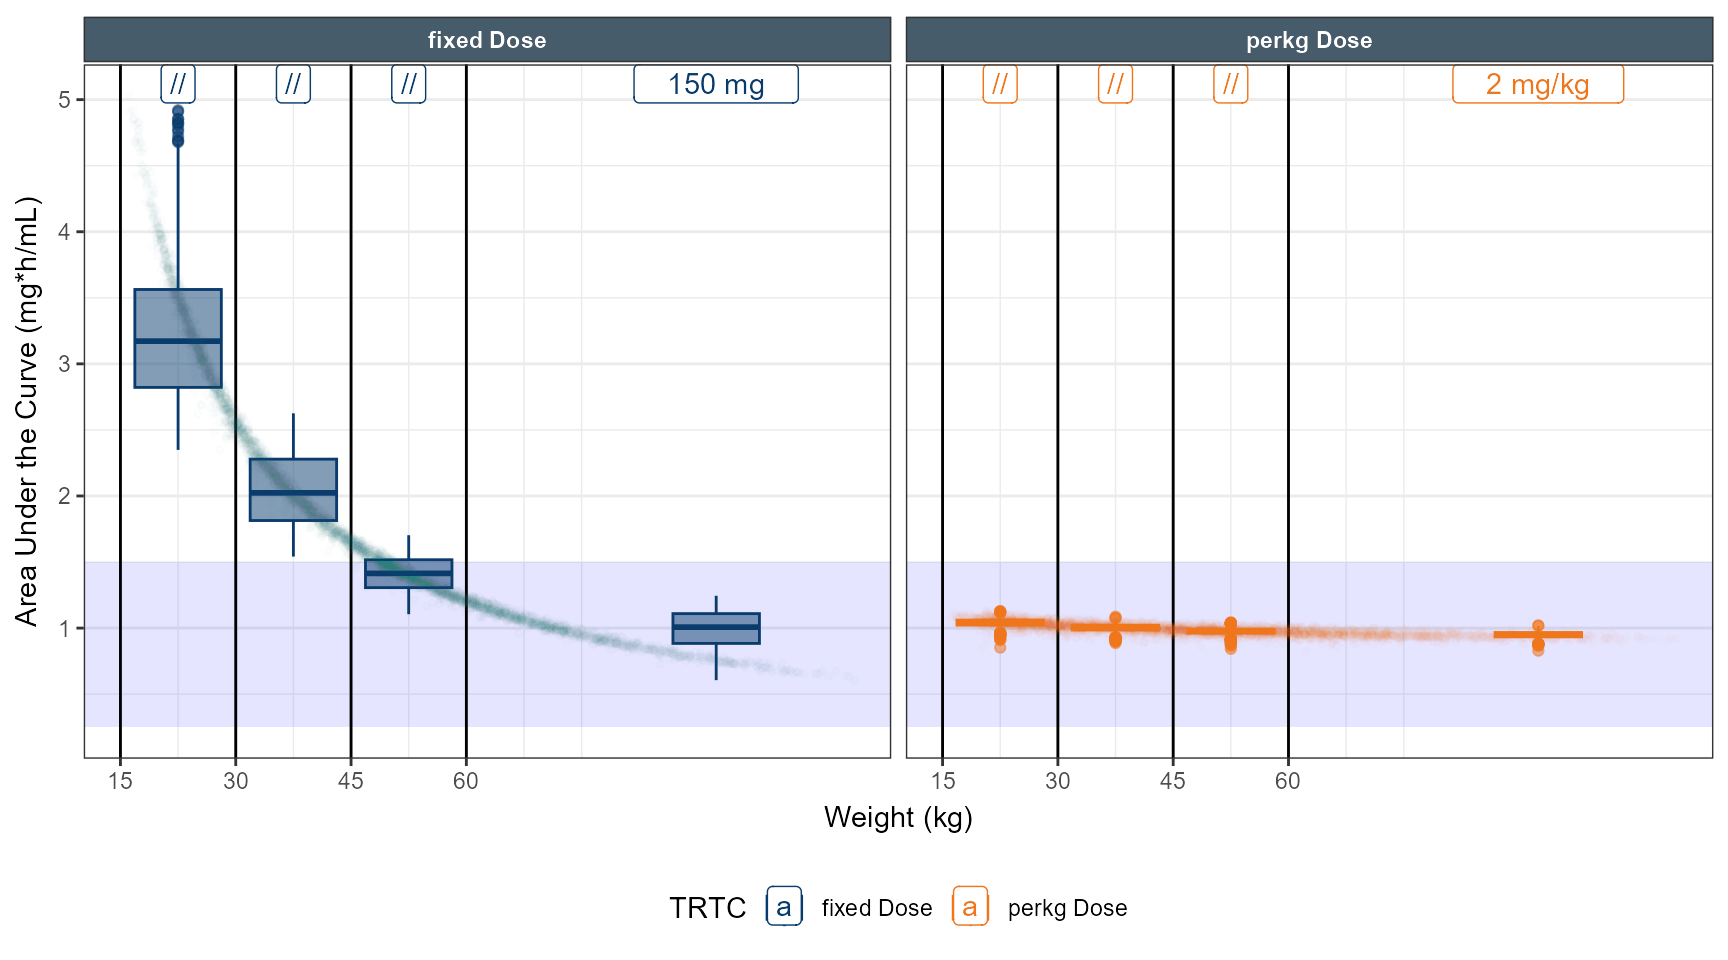 fixed Dose
perkg Dose
// // // 150 mg
// // // 2 mg/kg
Area Under the Curve (mg*h/mL)
5
4
3
2
1
15 30 45 60
15 30 45 60
Weight (kg)
TRTC a fixed Dose a perkg Dose